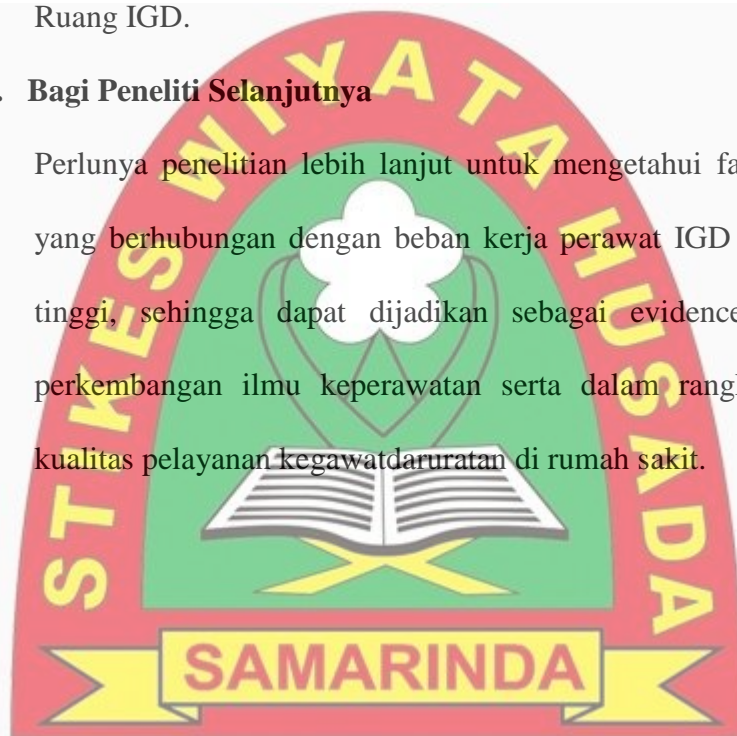 Ruang IGD.
. Bagi Peneliti Selanjutnya
Perlunya penelitian lebih lanjut untuk mengetahui fa
yang berhubungan dengan beban kerja perawat IGD
tinggi, sehingga dapat dijadikan sebagai evidence
perkembangan ilmu keperawatan serta dalam rang
kualitas pelayanan kegawatdaruratan di rumah sakit.
STIKES WIYATA HUSADA
SAMARINDA